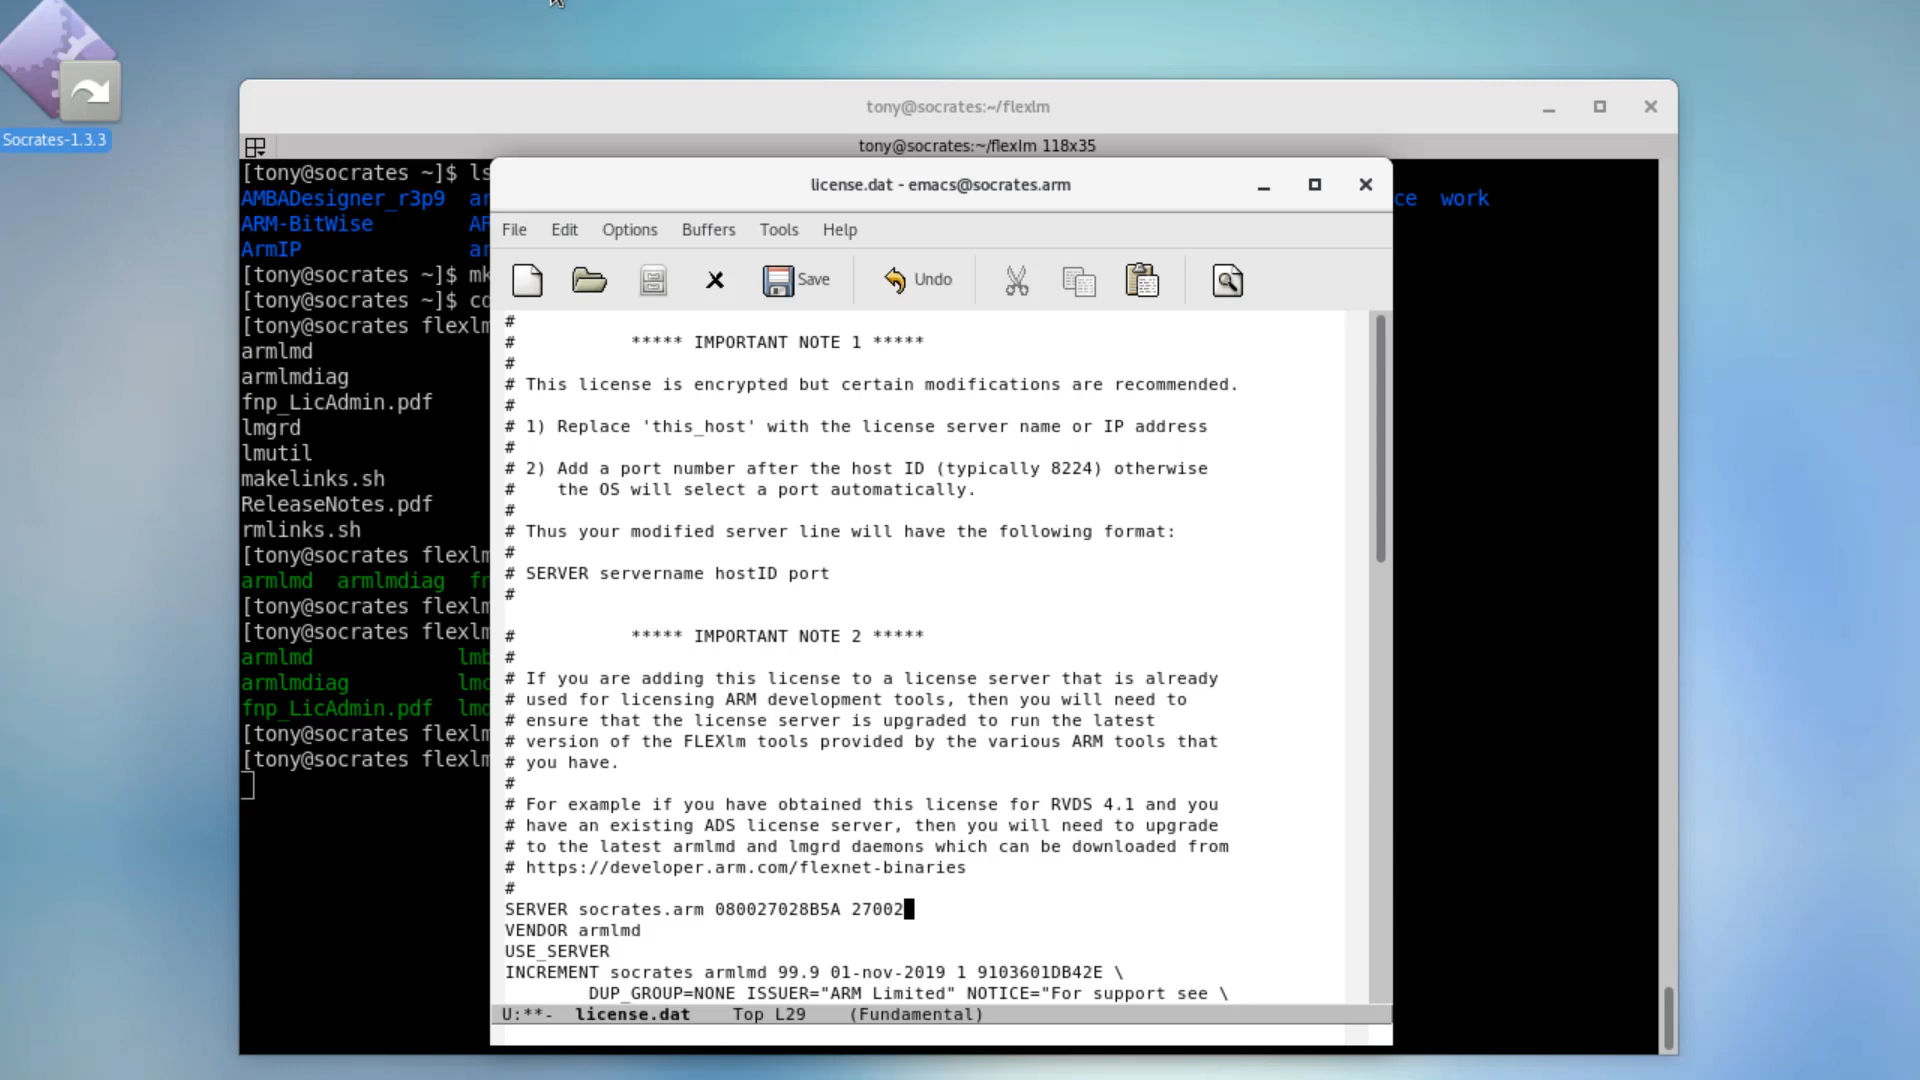 Socrates-1.3.3
tony@socrates:~/flexlm
tony@socrates:~/flexlm 118x35
[tony@socrates ~]$ ls
AMBADesigner_r3p9 ar
ce work
ARM-BitWise AR
ArmIP ar
[tony@socrates ~]$ mk
[tony@socrates ~]$ cd
[tony@socrates flexlm
armlmd
armlmdiag
fnp_LicAdmin.pdf
lmgrd
lmutil
makelinks.sh
ReleaseNotes.pdf
rmlinks.sh
[tony@socrates flexlm
armlmd armlmdiag fn
[tony@socrates flexlm
[tony@socrates flexlm
armlmd lmb
armlmdiag lmd
fnp_LicAdmin.pdf lmd
[tony@socrates flexlm
[tony@socrates flexlm
license.dat - emacs@socrates.arm
File Edit Options Buffers Tools Help
Save Undo
#
# ***** IMPORTANT NOTE 1 *****
#
# This license is encrypted but certain modifications are recommended.
#
# 1) Replace 'this_host' with the license server name or IP address
#
# 2) Add a port number after the host ID (typically 8224) otherwise
# the OS will select a port automatically.
#
# Thus your modified server line will have the following format:
#
# SERVER servername hostID port
#
# ***** IMPORTANT NOTE 2 *****
#
# If you are adding this license to a license server that is already
# used for licensing ARM development tools, then you will need to
# ensure that the license server is upgraded to run the latest
# version of the FLEXlm tools provided by the various ARM tools that
# you have.
#
# For example if you have obtained this license for RVDS 4.1 and you
# have an existing ADS license server, then you will need to upgrade
# to the latest armlmd and lmgrd daemons which can be downloaded from
# https://developer.arm.com/flexnet-binaries
#
SERVER socrates.arm 080027028B5A 27002
VENDOR armlmd
USE_SERVER
INCREMENT socrates armlmd 99.9 01-nov-2019 1 9103601DB42E \
DUP_GROUP=NONE ISSUER="ARM Limited" NOTICE="For support see \
U:**- license.dat Top L29 (Fundamental)